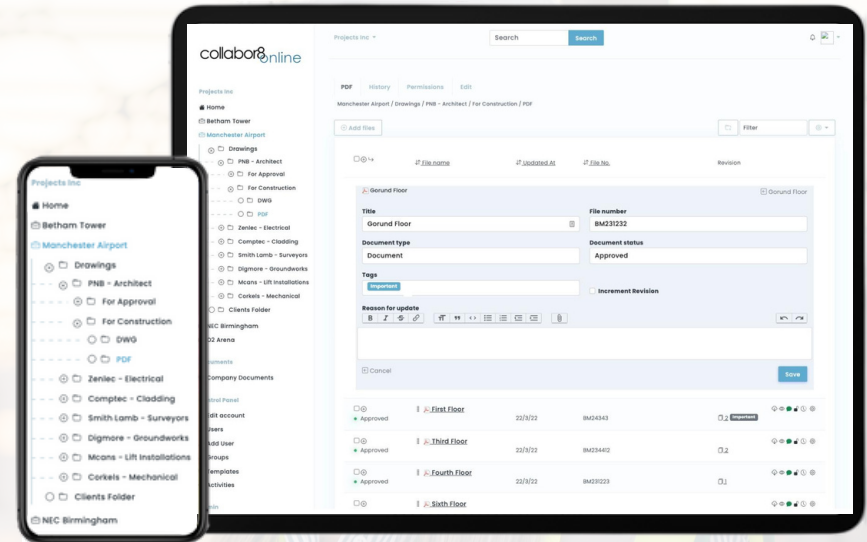 Projects Inc
Home
Betham Tower
Manchester Airport
Drawings
PNB - Architect
For Approval
For Construction
DWG
PDF
Zenlec - Electrical
Comptec - Cladding
Smith Lamb - Surveyors
Digmore - Groundworks
Mcans - Lift Installations
Corkels - Mechanical
Clients Folder
NEC Birmingham
collabor8online
Projects Inc
Home
Betham Tower
Manchester Airport
Drawings
PNB - Architect
For Approval
For Construction
DWG
PDF
Zenlec - Electrical
Comptec - Cladding
Smith Lamb - Surveyors
Digmore - Groundworks
Mcans - Lift Installations
Corkels - Mechanical
Clients Folder
NEC Birmingham
O2 Arena
Company Documents
Users
Groups
Projects Inc
Search Search
PDF History Permissions Edit
Manchester Airport / Drawings / PNB - Architect / For Construction / PDF
Add files Filter
File name Updated At File No. Revision
Gorund Floor Gorund Floor
Title File number
Gorund Floor BM231232
Document type Document status
Document Approved
Tags
Important Increment Revision
Reason for update
Cancel Save
First Floor
Approved 22/3/22 BM24343 2 Important
Third Floor
Approved 22/3/22 BM234412 2
Fourth Floor
Approved 22/3/22 BM231223 1
Sixth Floor